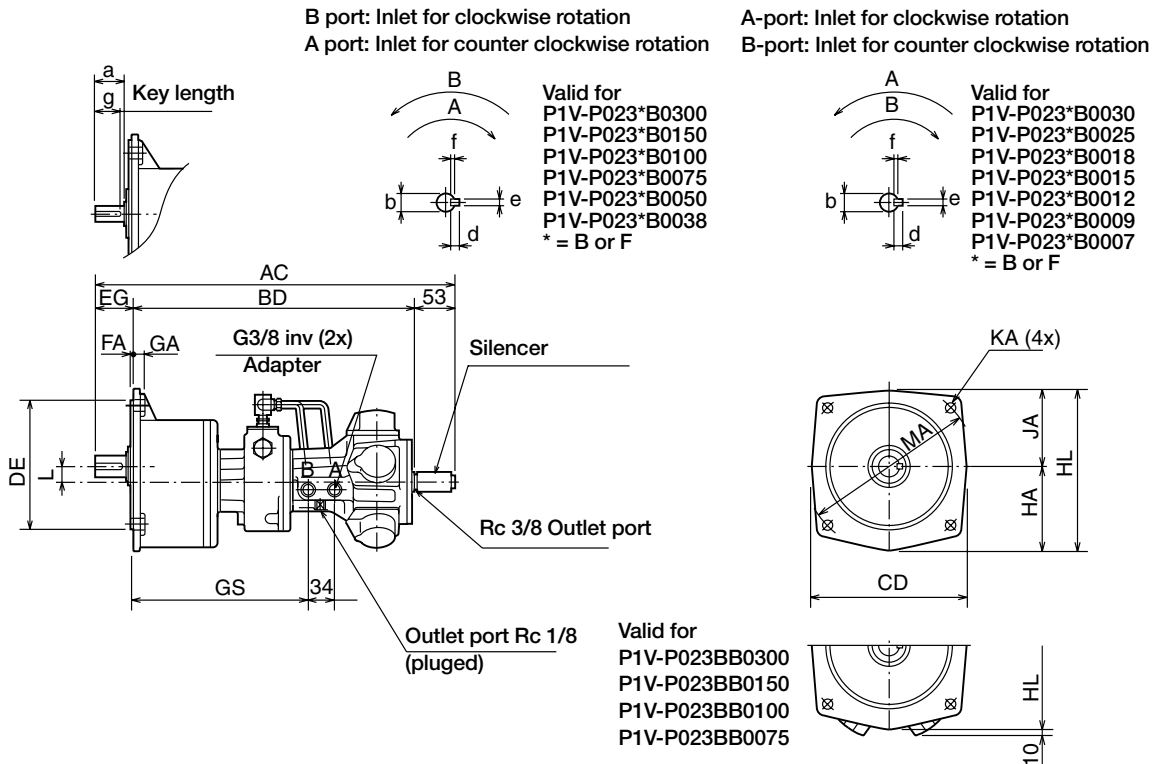 B port: Inlet for clockwise rotation
A port: Inlet for counter clockwise rotation
A-port: Inlet for clockwise rotation
B-port: Inlet for counter clockwise rotation
a
g
Key length
B
A
f
b
e
d
Valid for
P1V-P023*B0300
P1V-P023*B0150
P1V-P023*B0100
P1V-P023*B0075
P1V-P023*B0050
P1V-P023*B0038
* = B or F
A
B
f
b
e
d
Valid for
P1V-P023*B0030
P1V-P023*B0025
P1V-P023*B0018
P1V-P023*B0015
P1V-P023*B0012
P1V-P023*B0009
P1V-P023*B0007
* = B or F
AC
EG
BD
53
FA
GA
G3/8 inv (2x)
Adapter
Silencer
DE
L
B
A
Rc 3/8 Outlet port
GS
34
Outlet port Rc 1/8
(pluged)
KA (4x)
MA
JA
HA
HL
CD
Valid for
P1V-P023BB0300
P1V-P023BB0150
P1V-P023BB0100
P1V-P023BB0075
HL
10